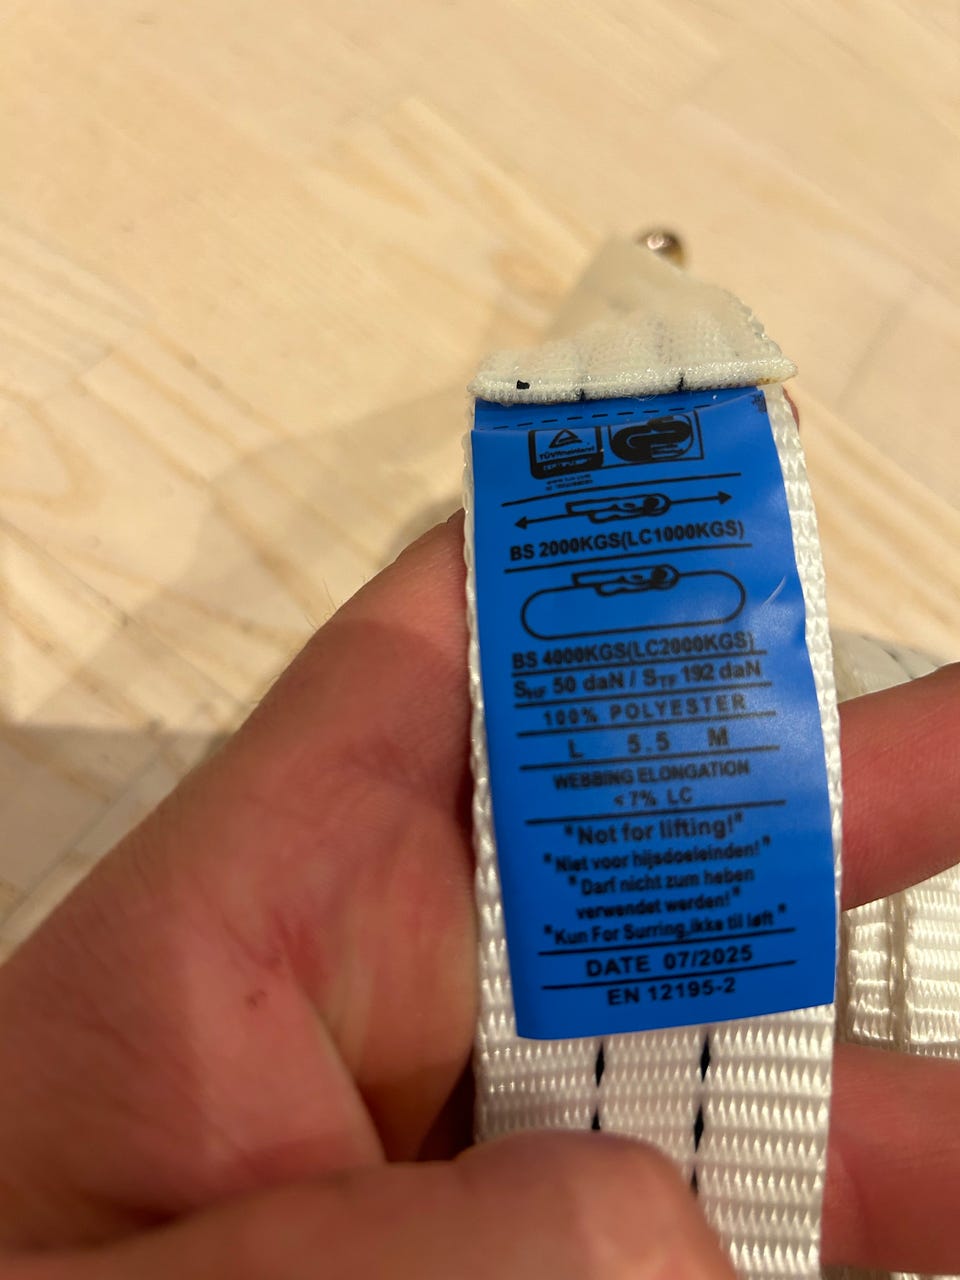 TÜVRheinland
BS 2000KGS(LC1000KGS)
BS 4000KGS(LC2000KGS)
SHF 50 daN / STF 192 daN
100% POLYESTER
L 5.5 M
WEBBING ELONGATION
<7% LC
"Not for lifting!"
"Niet voor hijsdoeleinden!"
"Darf nicht zum heben
verwendet werden!"
"Kun For Surring,ikke til løft"
DATE 07/2025
EN 12195-2